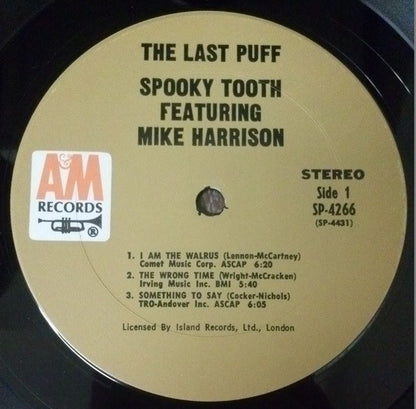 THE LAST PUFF
SPOOKY TOOTH
FEATURING
MIKE HARRISON
A&M
RECORDS
®
STEREO
Side 1
SP-4266
(SP-4431)
1. I AM THE WALRUS (Lennon-McCartney)
Comet Music Corp. ASCAP 6:20
2. THE WRONG TIME (Wright-McCracken)
Irving Music Inc. BMI 5:40
3. SOMETHING TO SAY (Cocker-Nichols)
TRO-Andover Inc. ASCAP 6:05
Licensed By Island Records, Ltd., London